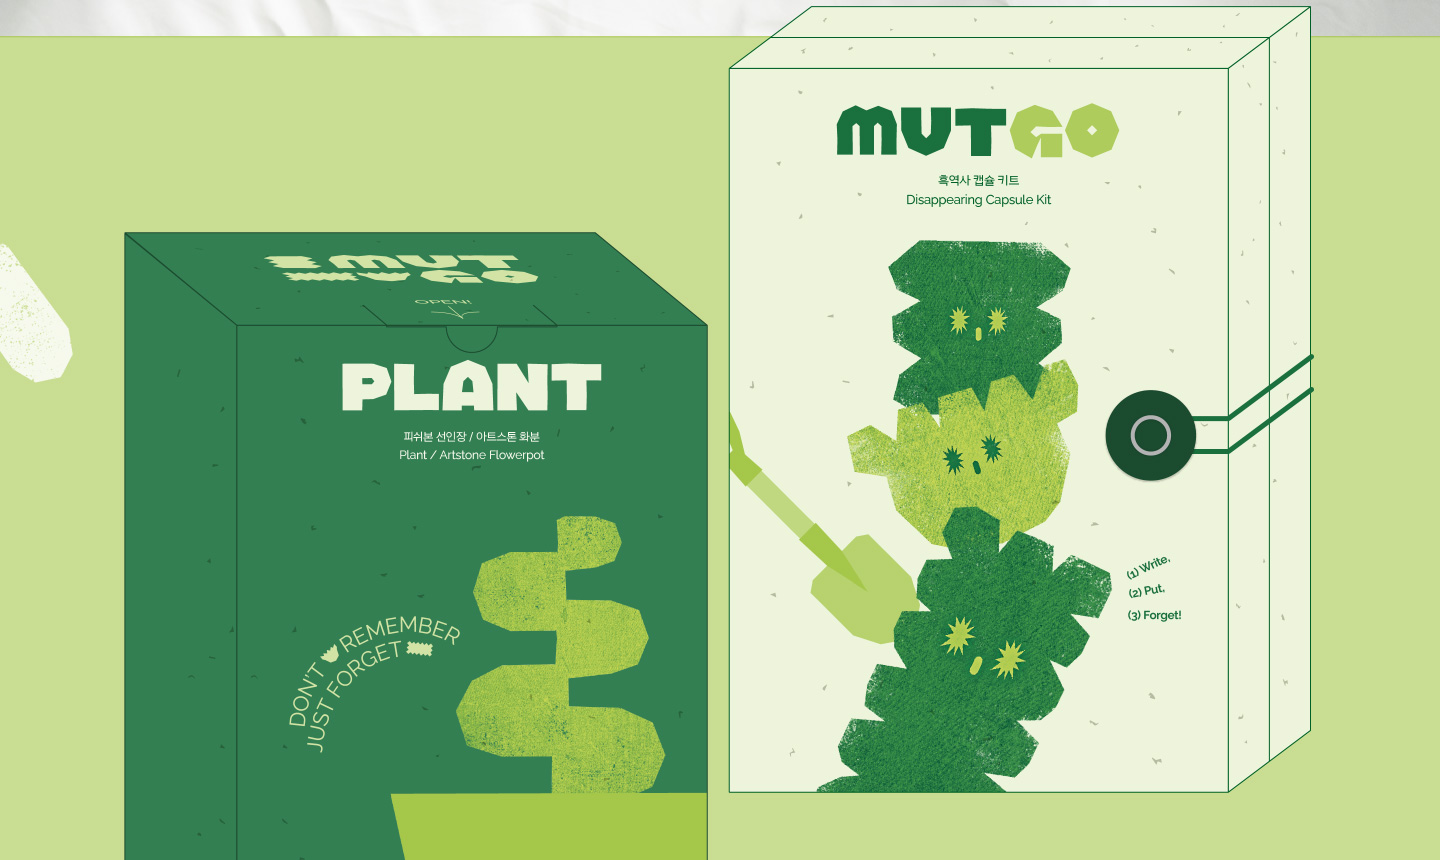 MUTGO
흑역사 캡슐 키트
Disappearing Capsule Kit
(1) Write,
(2) Put,
(3) Forget!
MUT
GO
OPEN!
PLANT
피쉬본 선인장 / 아트스톤 화분
Plant / Artstone Flowerpot
DON'T REMEMBER
JUST FORGET